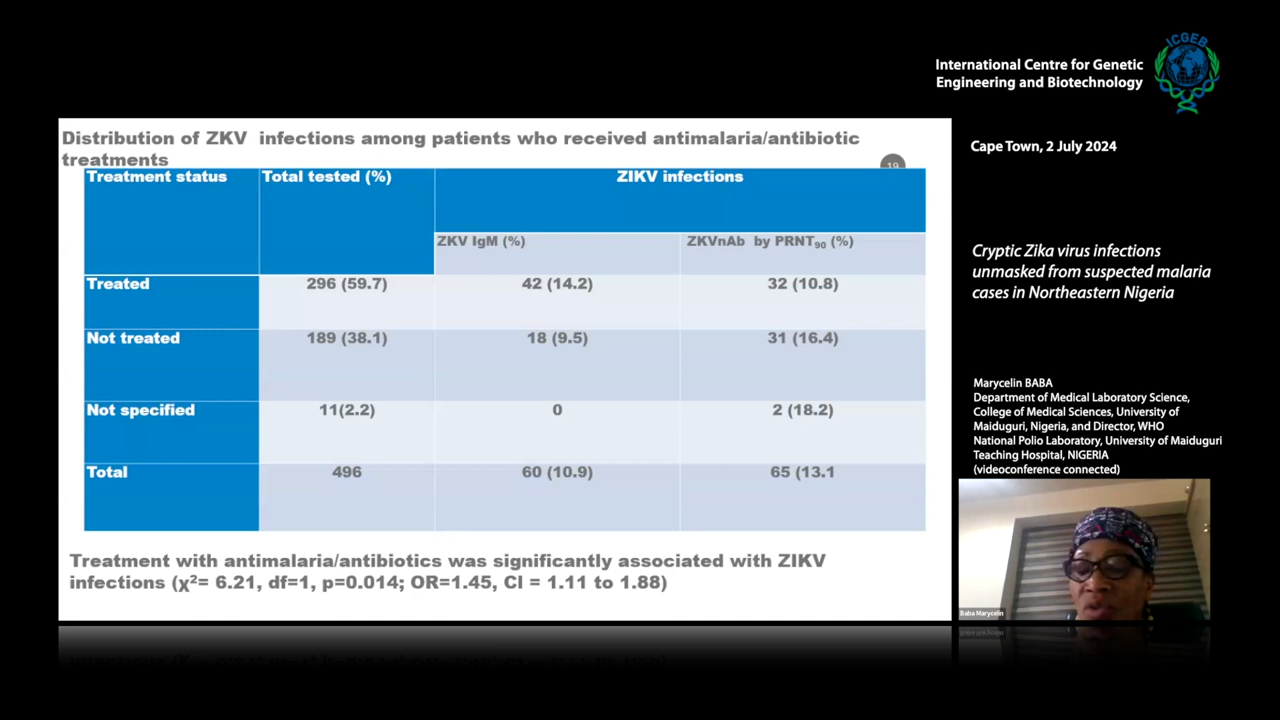 ICGEB
International Centre for Genetic
Engineering and Biotechnology
Cape Town, 2 July 2024
Cryptic Zika virus infections
unmasked from suspected malaria
cases in Northeastern Nigeria
Marycelin BABA
Department of Medical Laboratory Science,
College of Medical Sciences, University of
Maiduguri, Nigeria, and Director, WHO
National Polio Laboratory, University of Maiduguri
Teaching Hospital, NIGERIA
(videoconference connected)
Baba Marycelin
Distribution of ZKV infections among patients who received antimalaria/antibiotic
treatments
19
Treatment status Total tested (%) ZIKV infections
ZKV IgM (%) ZKVnAb by PRNT₉₀ (%)
Treated 296 (59.7) 42 (14.2) 32 (10.8)
Not treated 189 (38.1) 18 (9.5) 31 (16.4)
Not specified 11(2.2) 0 2 (18.2)
Total 496 60 (10.9) 65 (13.1
Treatment with antimalaria/antibiotics was significantly associated with ZIKV
infections (χ²= 6.21, df=1, p=0.014; OR=1.45, CI = 1.11 to 1.88)